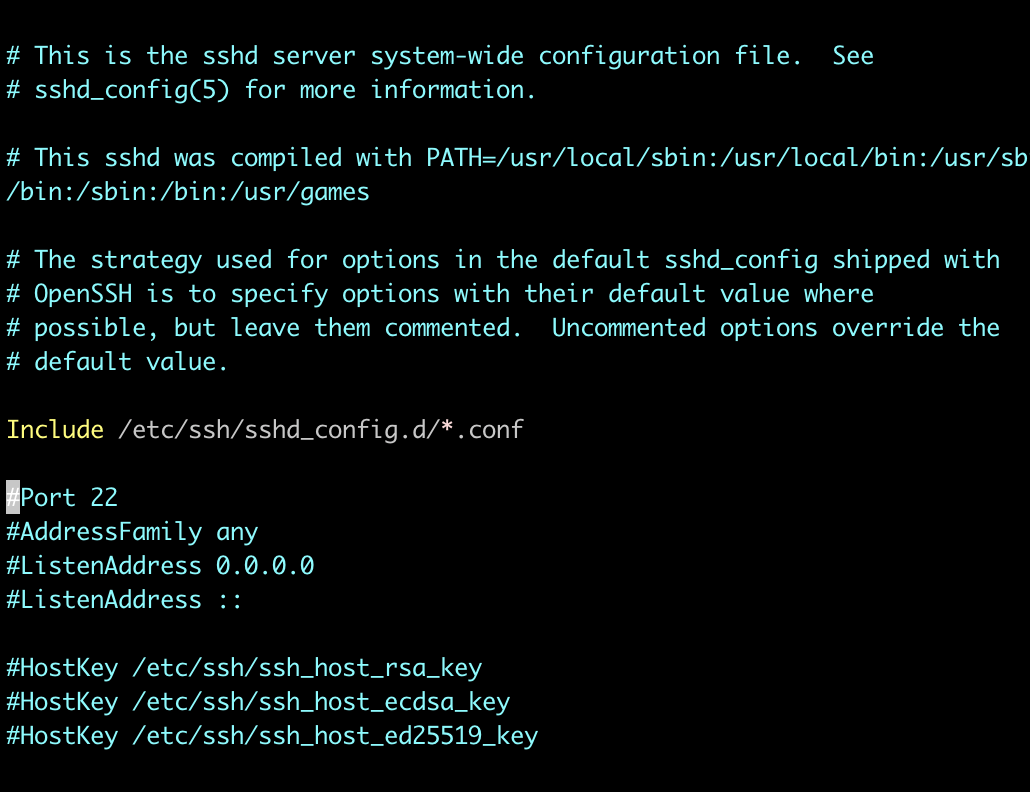 # This is the sshd server system-wide configuration file.  See
# sshd_config(5) for more information.
# This sshd was compiled with PATH=/usr/local/sbin:/usr/local/bin:/usr/sb
/bin:/sbin:/bin:/usr/games
# The strategy used for options in the default sshd_config shipped with
# OpenSSH is to specify options with their default value where
# possible, but leave them commented.  Uncommented options override the
# default value.
Include /etc/ssh/sshd_config.d/*.conf
#Port 22
#AddressFamily any
#ListenAddress 0.0.0.0
#ListenAddress ::
#HostKey /etc/ssh/ssh_host_rsa_key
#HostKey /etc/ssh/ssh_host_ecdsa_key
#HostKey /etc/ssh/ssh_host_ed25519_key